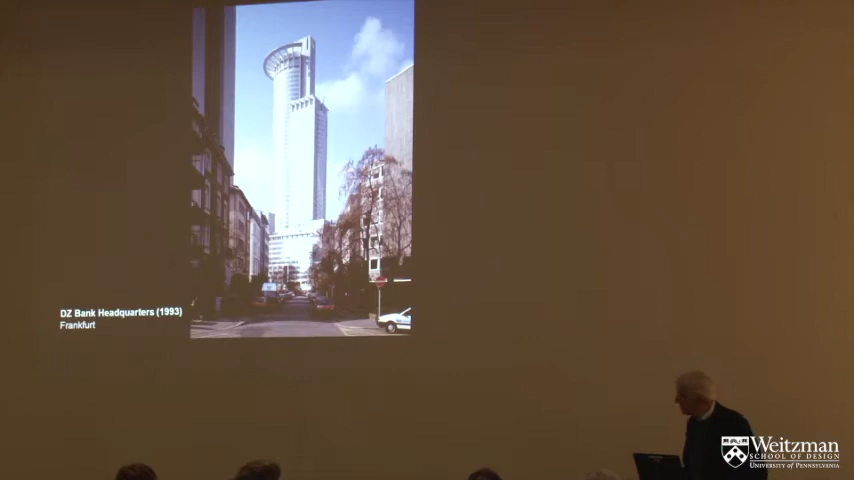 DZ Bank Headquarters (1993)
Frankfurt
Weitzman
SCHOOL OF DESIGN
UNIVERSITY OF PENNSYLVANIA